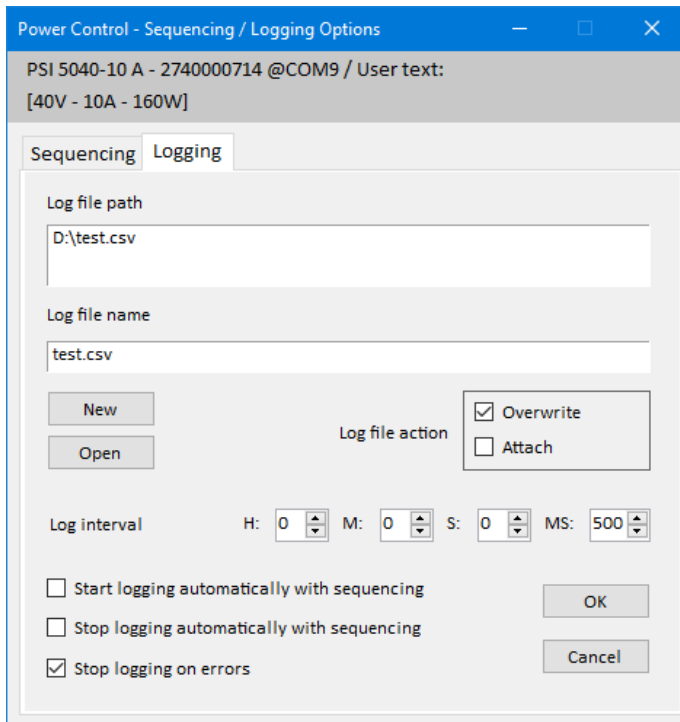 Power Control - Sequencing / Logging Options
PSI 5040-10 A - 2740000714 @COM9 / User text:
[40V - 10A - 160W]
Sequencing Logging
Log file path
D:\test.csv
Log file name
test.csv
New
Open
Log file action
Overwrite
Attach
Log interval H: 0 M: 0 S: 0 MS: 500
Start logging automatically with sequencing
Stop logging automatically with sequencing
Stop logging on errors
OK
Cancel